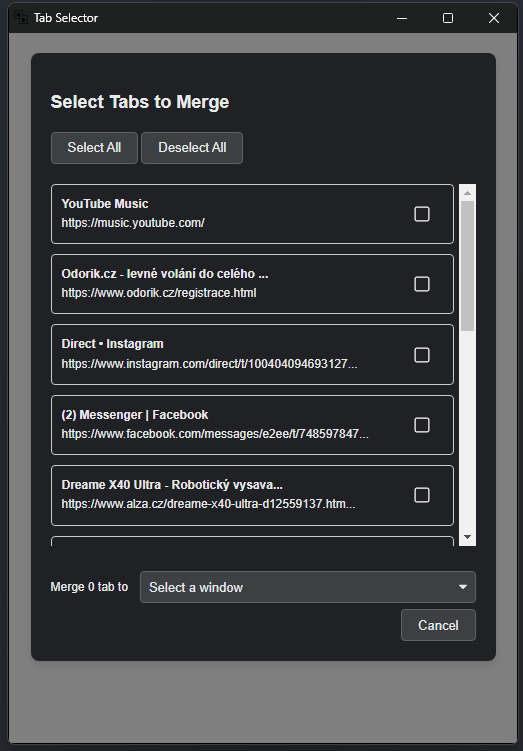 Tab Selector
Select Tabs to Merge
Select All Deselect All
YouTube Music
https://music.youtube.com/
Odorik.cz - levné volání do celého ...
https://www.odorik.cz/registrace.html
Direct • Instagram
https://www.instagram.com/direct/t/100404094693127...
(2) Messenger | Facebook
https://www.facebook.com/messages/e2ee/t/748597847...
Dreame X40 Ultra - Robotický vysava...
https://www.alza.cz/dreame-x40-ultra-d12559137.htm...
Merge 0 tab to Select a window
Cancel